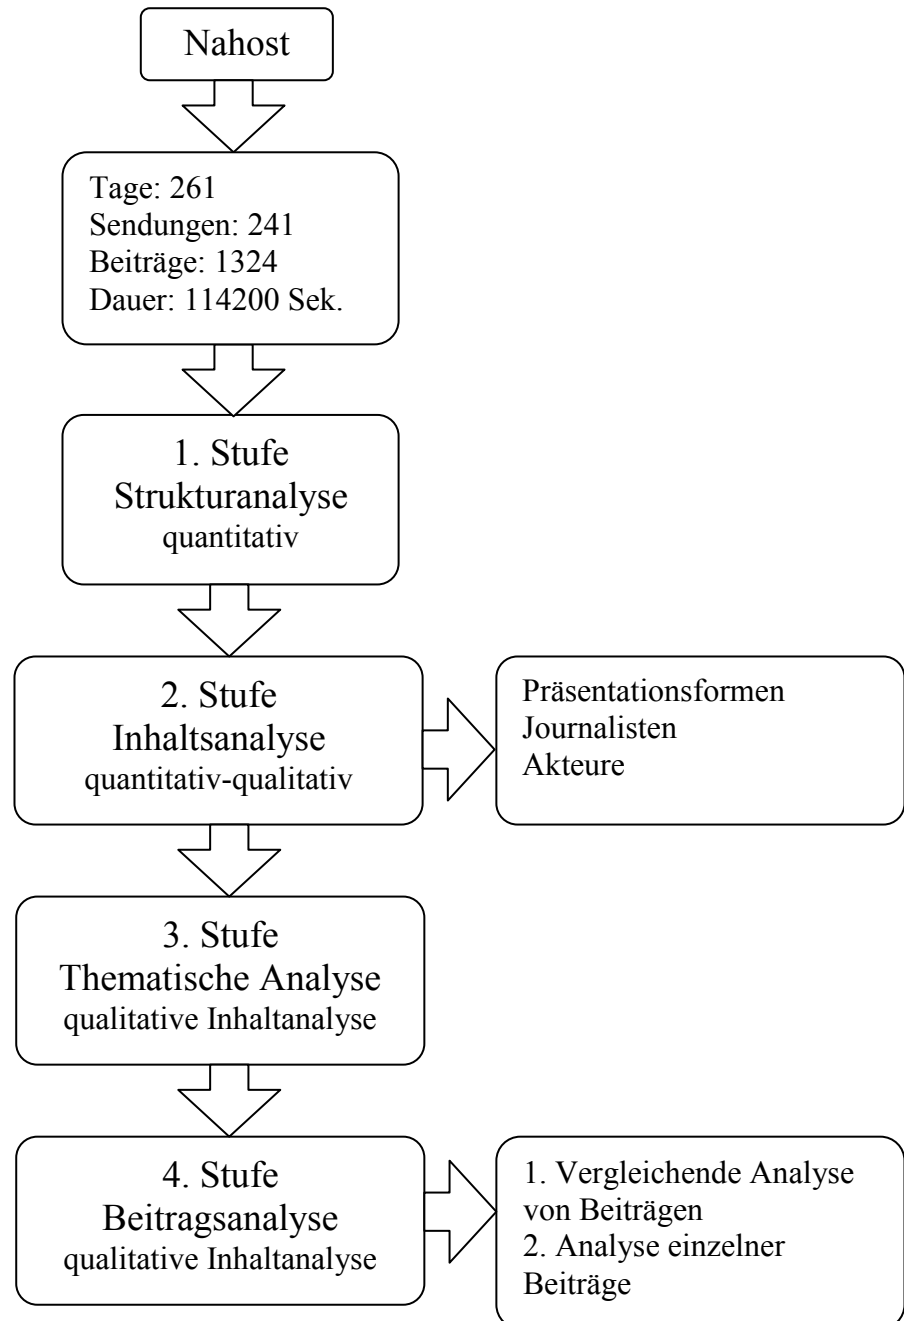 Nahost
Tage: 261
Sendungen: 241
Beiträge: 1324
Dauer: 114200 Sek.
1. Stufe
Strukturanalyse
quantitativ
2. Stufe
Inhaltsanalyse
quantitativ-qualitativ
Präsentationsformen
Journalisten
Akteure
3. Stufe
Thematische Analyse
qualitative Inhaltanalyse
4. Stufe
Beitragsanalyse
qualitative Inhaltanalyse
1. Vergleichende Analyse
von Beiträgen
2. Analyse einzelner
Beiträge